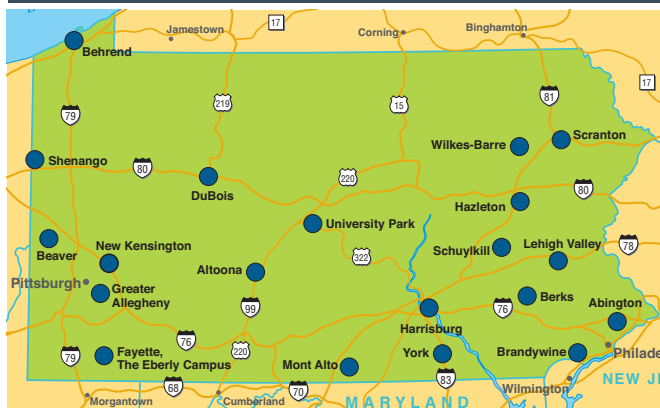 17
Jamestown
Corning
Binghamton
Behrend
17
79
219
15
81
Wilkes-Barre
Scranton
Shenango
80
DuBois
220
80
Hazleton
University Park
Beaver
New Kensington
322
Schuylkill
Lehigh Valley
78
Pittsburgh
Altoona
Greater
Allegheny
99
76
Berks
Abington
Harrisburg
76
79
Fayette,
The Eberly Campus
220
Mont Alto
York
Brandywine
Philade
68
70
83
Wilmington
NEW JE
Morgantown
Cumberland
MARYLAND